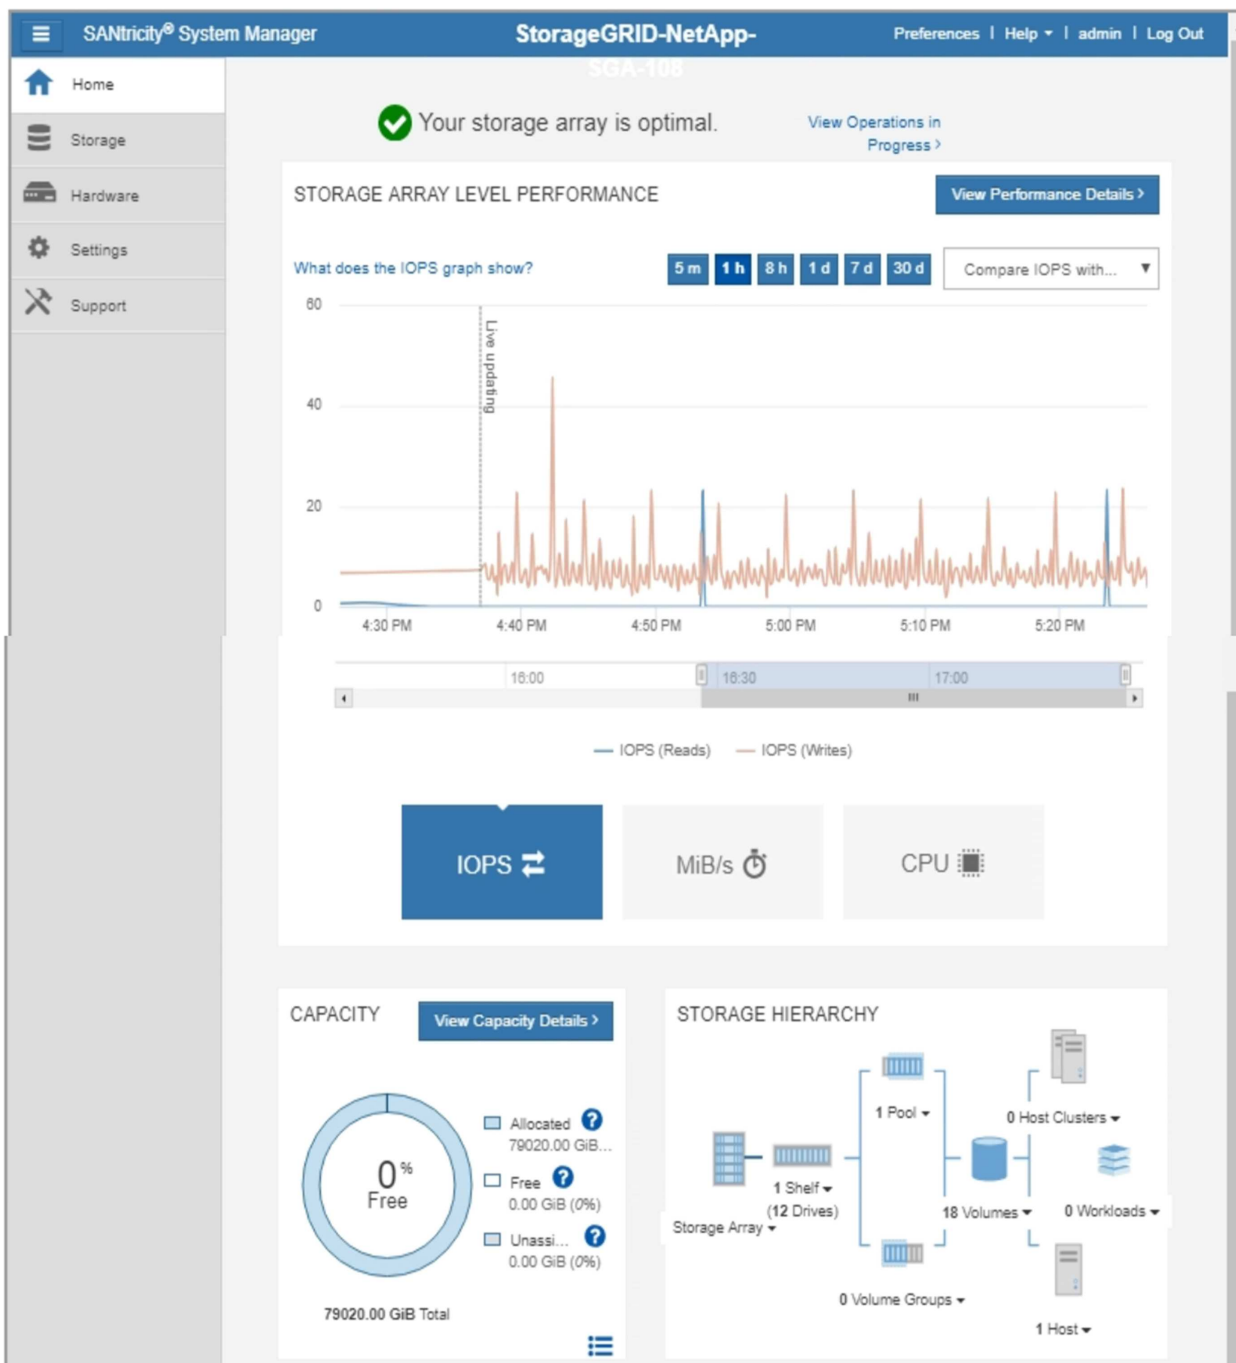 SANtricity® System Manager
StorageGRID-NetApp-
SGA-108
Preferences | Help | admin | Log Out
Home
Storage
Hardware
Settings
Support
Your storage array is optimal.
View Operations in
Progress >
STORAGE ARRAY LEVEL PERFORMANCE
View Performance Details >
What does the IOPS graph show?
5 m 1 h 8 h 1 d 7 d 30 d
Compare IOPS with...
60
40
20
0
Live updating
4:30 PM 4:40 PM 4:50 PM 5:00 PM 5:10 PM 5:20 PM
16:00 16:30 17:00
IOPS (Reads) IOPS (Writes)
IOPS
MiB/s
CPU
CAPACITY
View Capacity Details >
0%
Free
Allocated ?
79020.00 GiB...
Free ?
0.00 GiB (0%)
Unassi... ?
0.00 GiB (0%)
79020.00 GiB Total
STORAGE HIERARCHY
Storage Array
1 Shelf
(12 Drives)
1 Pool
0 Volume Groups
18 Volumes
0 Host Clusters
0 Workloads
1 Host